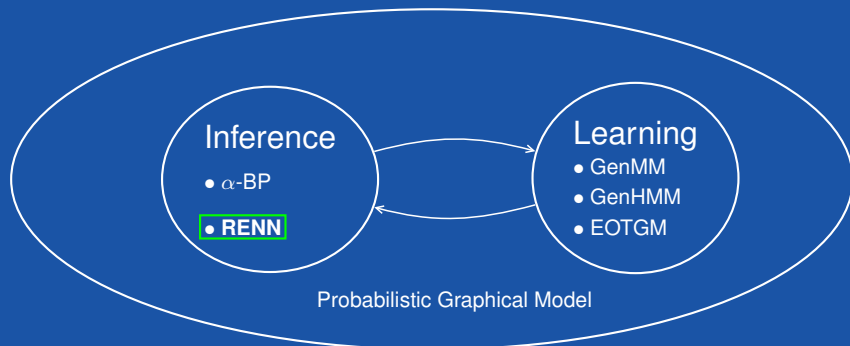 Inference
• α-BP
• RENN
Learning
• GenMM
• GenHMM
• EOTGM
Probabilistic Graphical Model